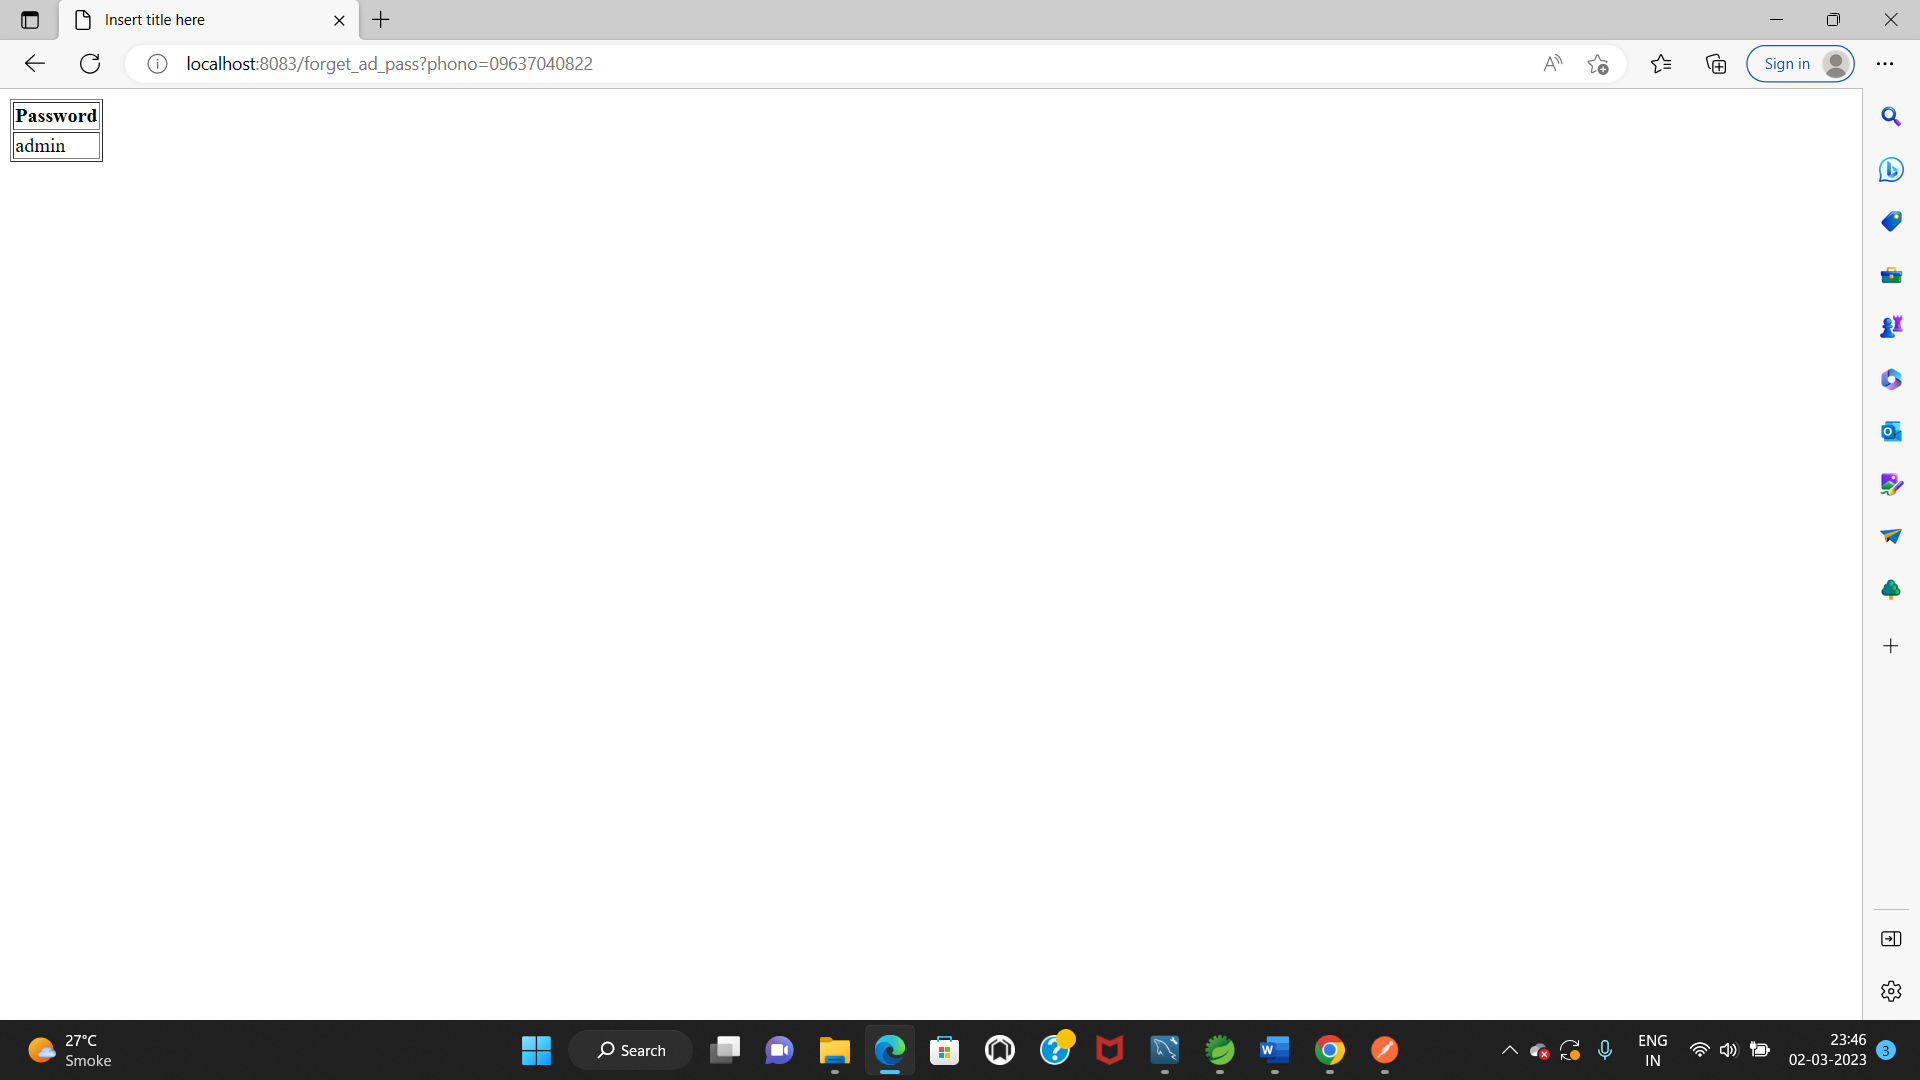 Insert title here
localhost:8083/forget_ad_pass?phono=09637040822
Sign in
Password
admin
27°C
Smoke
Search
ENG
IN
23:46
02-03-2023
3